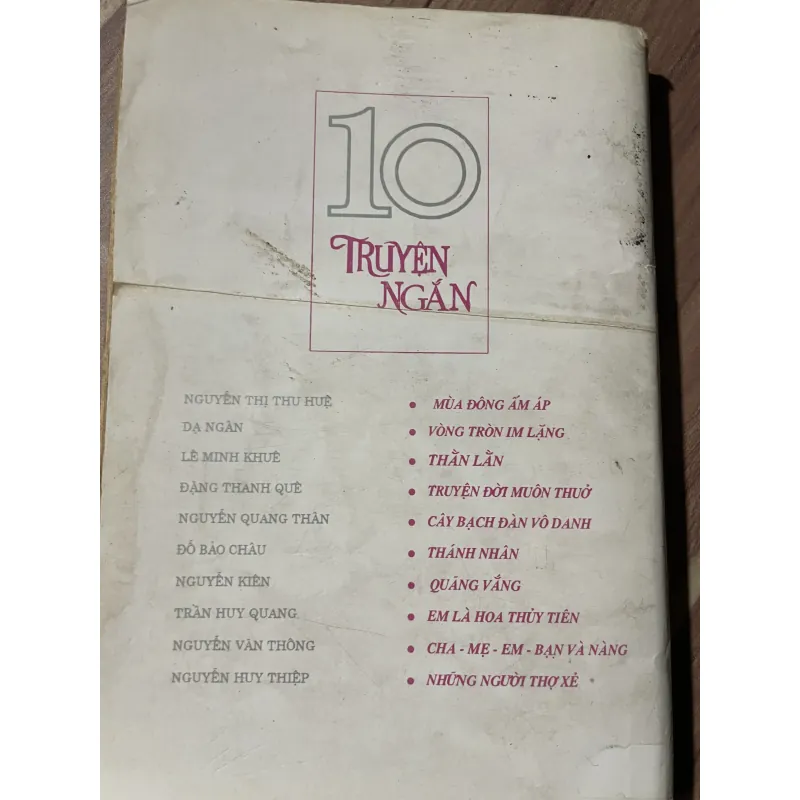 10
TRUYỆN
NGẮN
NGUYỄN THỊ THU HUỆ • MÙA ĐÔNG ẤM ÁP
DẠ NGÂN • VÒNG TRÒN IM LẶNG
LÊ MINH KHUÊ • THẰN LẰN
ĐẶNG THANH QUÊ • TRUYỆN ĐỜI MUÔN THUỞ
NGUYỄN QUANG THÂN • CÂY BẠCH ĐÀN VÔ DANH
ĐỖ BẢO CHÂU • THÁNH NHÂN
NGUYỄN KIÊN • QUÃNG VẮNG
TRẦN HUY QUANG • EM LÀ HOA THỦY TIÊN
NGUYỄN VĂN THÔNG • CHA - MẸ - EM - BẠN VÀ NÀNG
NGUYỄN HUY THIỆP • NHỮNG NGƯỜI THỢ XẺ